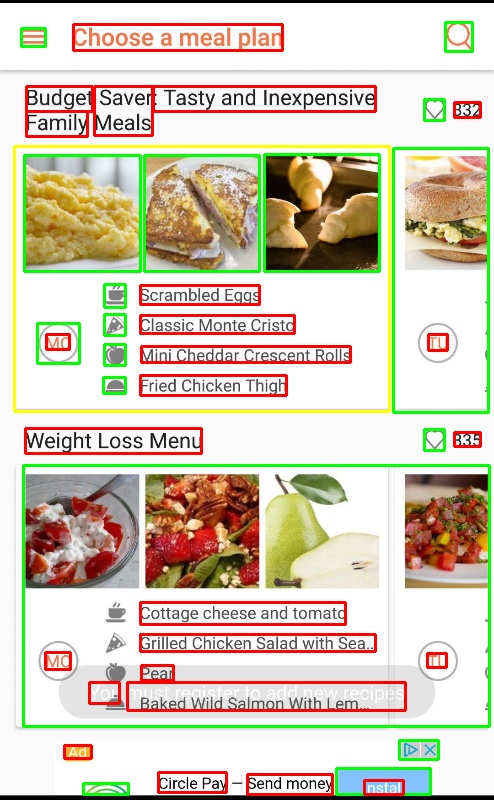 Choose a meal plan
Budget Saver: Tasty and Inexpensive
Family Meals
832
Scrambled Eggs
Classic Monte Cristo
MO
TU
Mini Cheddar Crescent Rolls
Fried Chicken Thigh
Weight Loss Menu
835
Cottage cheese and tomato
Grilled Chicken Salad with Sea..
MO
TU
Pear
You must register to add new recipes
Baked Wild Salmon With Lem...
Ad
Circle Pay – Send money
Install